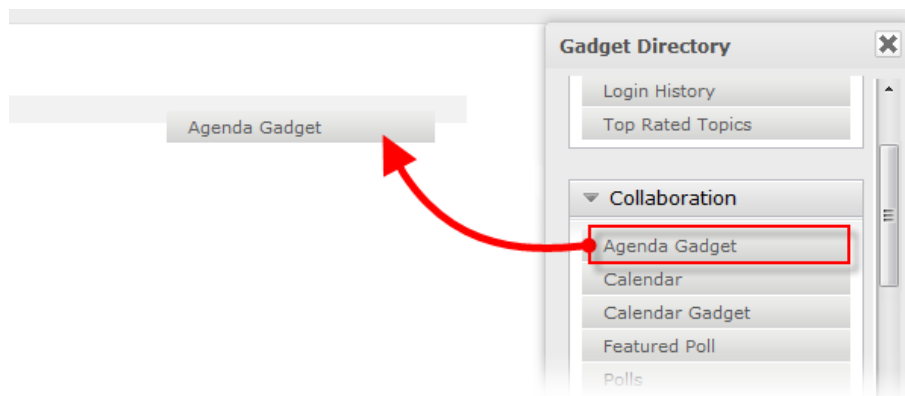 Gadget Directory
Login History
Top Rated Topics
Agenda Gadget
Collaboration
Agenda Gadget
Calendar
Calendar Gadget
Featured Poll
Polls